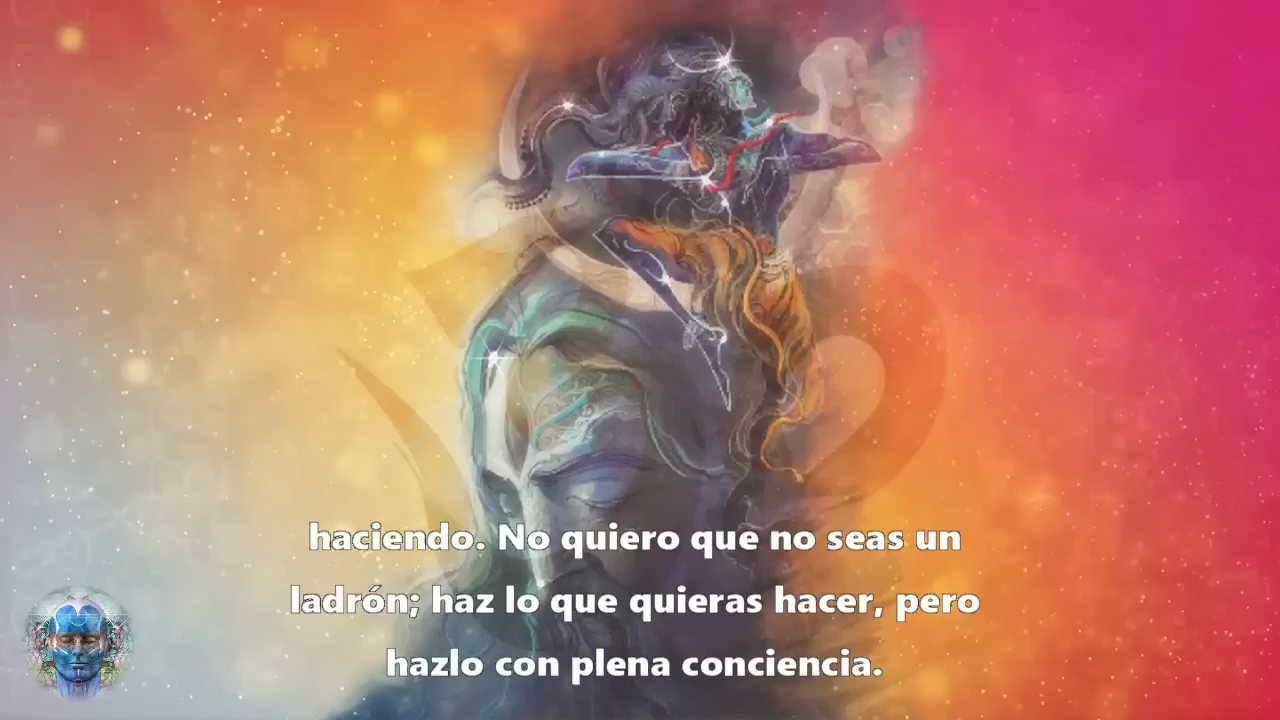 haciendo. No quiero que no seas un
ladrón; haz lo que quieras hacer, pero
hazlo con plena conciencia.